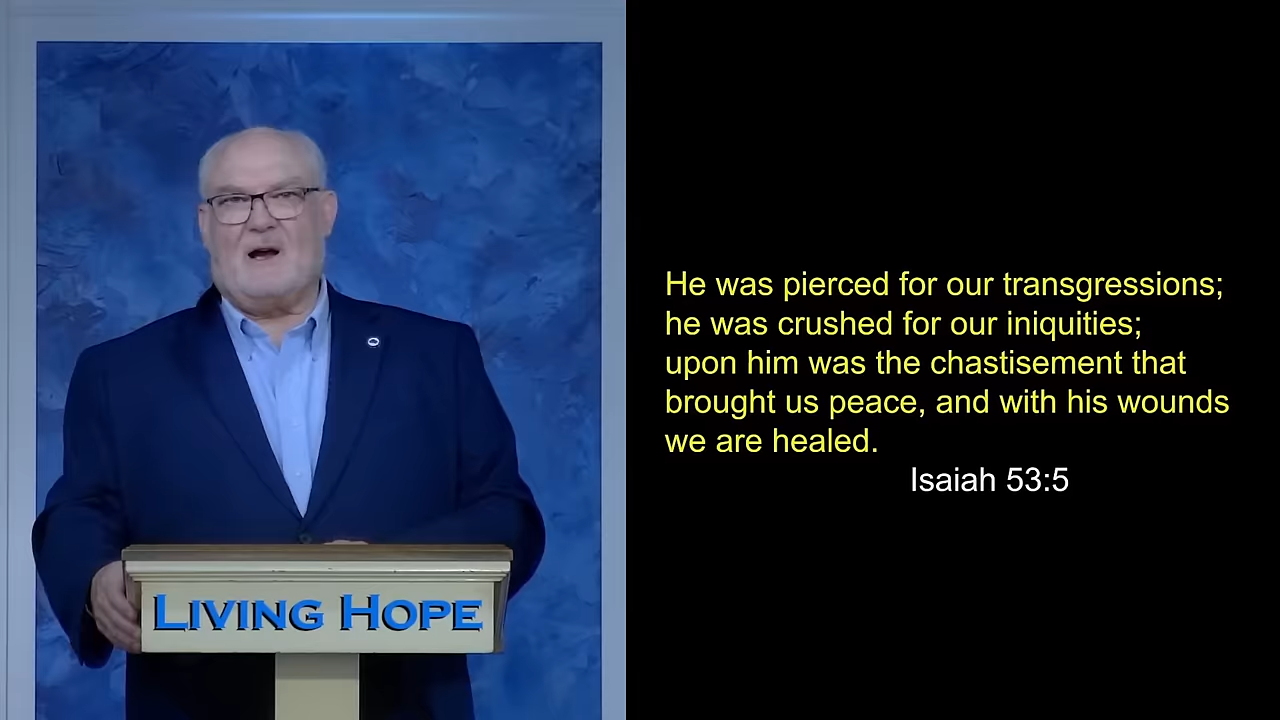 He was pierced for our transgressions;
he was crushed for our iniquities;
upon him was the chastisement that
brought us peace, and with his wounds
we are healed.
Isaiah 53:5
LIVING HOPE